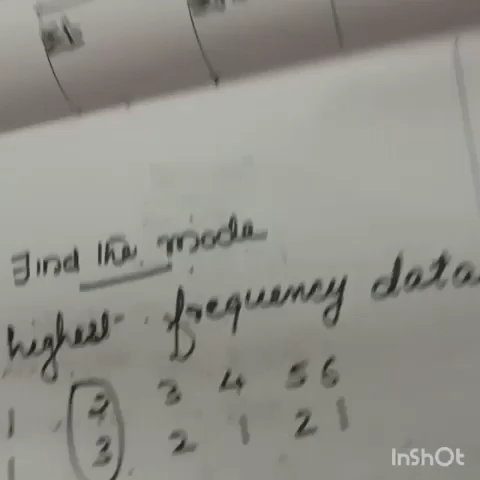 Find the mode
highest frequency data
1 2 3 4 5 6
1 3 2 1 2 1
InShOt